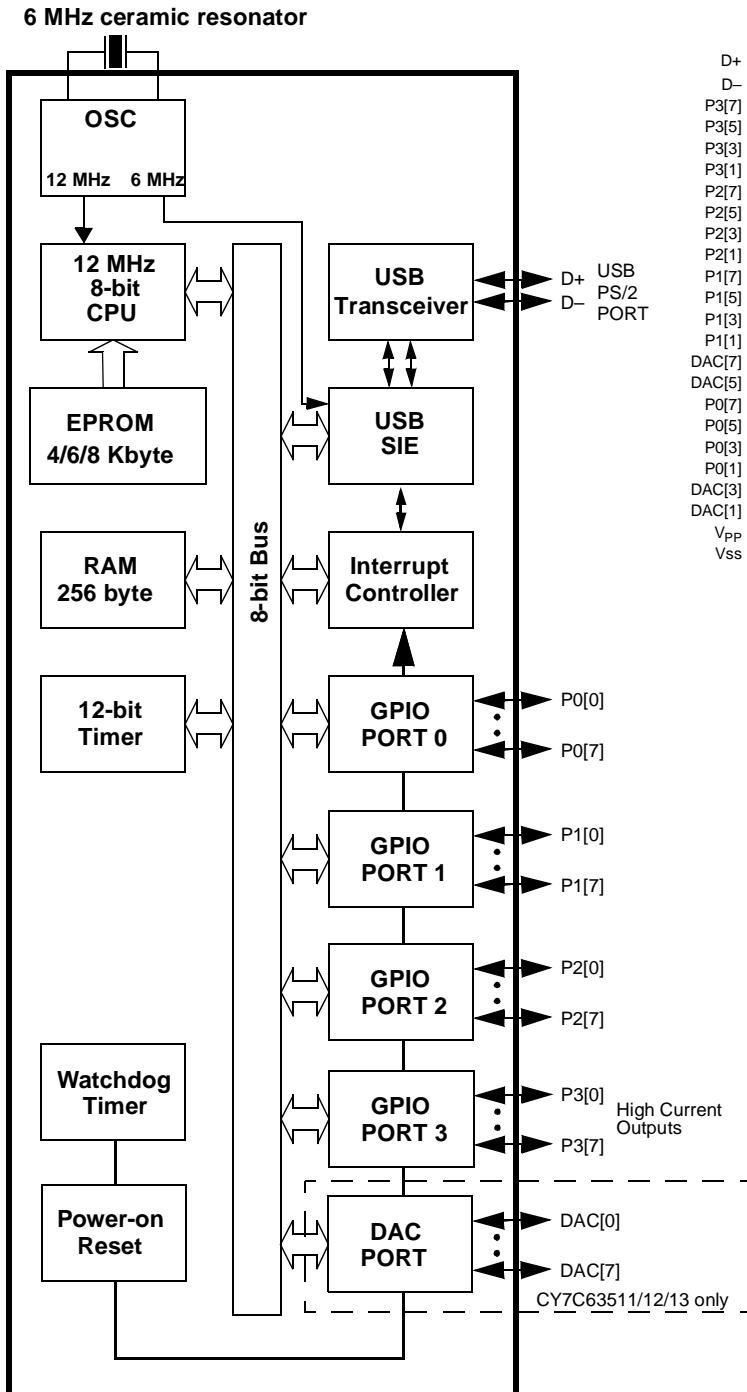 6 MHz ceramic resonator
OSC
12 MHz 6 MHz
12 MHz
8-bit
CPU
EPROM
4/6/8 Kbyte
RAM
256 byte
12-bit
Timer
Watchdog
Timer
Power-on
Reset
8-bit Bus
USB
Transceiver
D+
D–
USB
PS/2
PORT
USB
SIE
Interrupt
Controller
GPIO
PORT 0
P0[0]
P0[7]
GPIO
PORT 1
P1[0]
P1[7]
GPIO
PORT 2
P2[0]
P2[7]
GPIO
PORT 3
P3[0]
P3[7]
High Current
Outputs
DAC
PORT
DAC[0]
DAC[7]
CY7C63511/12/13 only
D+
D–
P3[7]
P3[5]
P3[3]
P3[1]
P2[7]
P2[5]
P2[3]
P2[1]
P1[7]
P1[5]
P1[3]
P1[1]
DAC[7]
DAC[5]
P0[7]
P0[5]
P0[3]
P0[1]
DAC[3]
DAC[1]
VPP
Vss